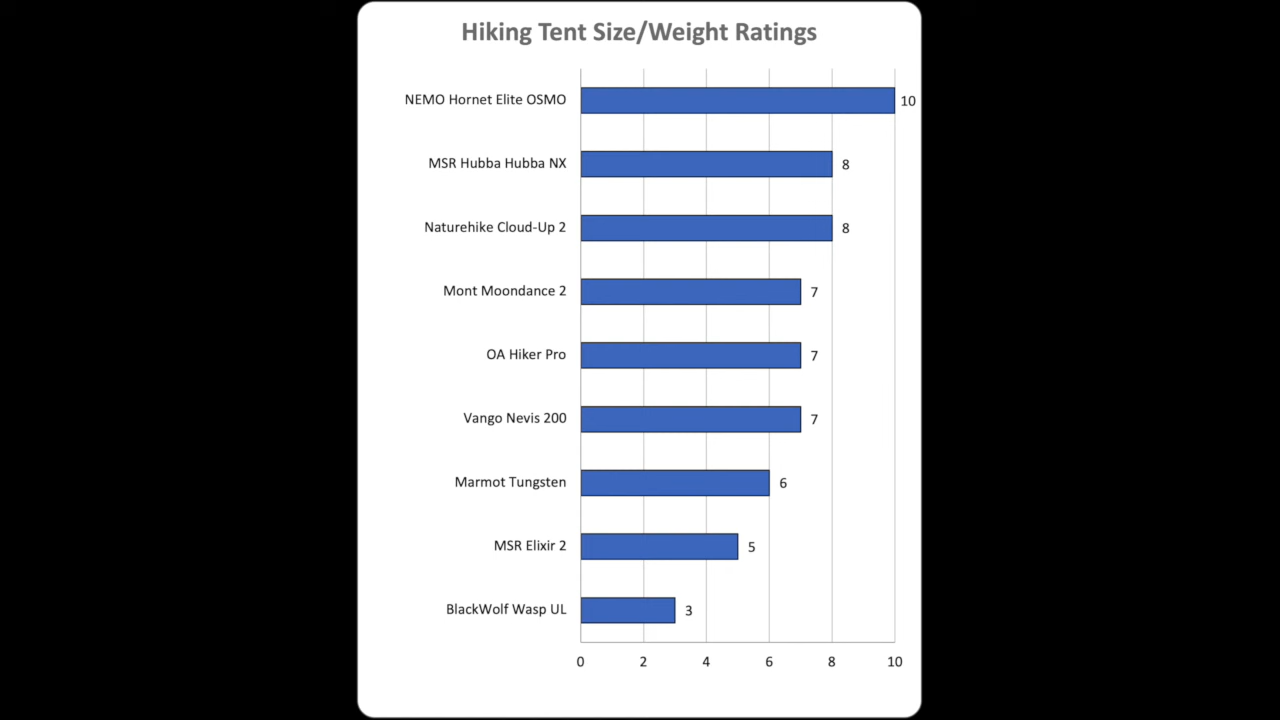 Hiking Tent Size/Weight Ratings
NEMO Hornet Elite OSMO 10
MSR Hubba Hubba NX 8
Naturehike Cloud-Up 2 8
Mont Moondance 2 7
OA Hiker Pro 7
Vango Nevis 200 7
Marmot Tungsten 6
MSR Elixir 2 5
BlackWolf Wasp UL 3
0 2 4 6 8 10